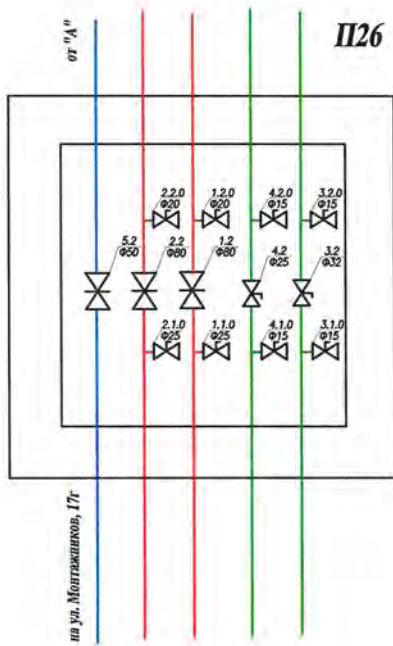 П26
от "А"
2.2.0
Ф20
1.2.0
Ф20
4.2.0
Ф15
3.2.0
Ф15
5.2
Ф50
2.2
Ф80
1.2
Ф80
4.2
Ф25
3.2
Ф32
2.1.0
Ф25
1.1.0
Ф25
4.1.0
Ф15
3.1.0
Ф15
на ул. Монтажников, 17г